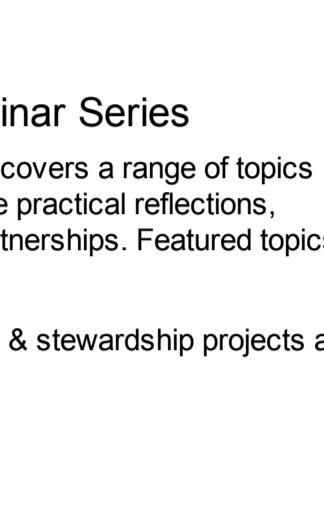 inar Series
covers a range of topics
e practical reflections,
tnerships. Featured topics
& stewardship projects a